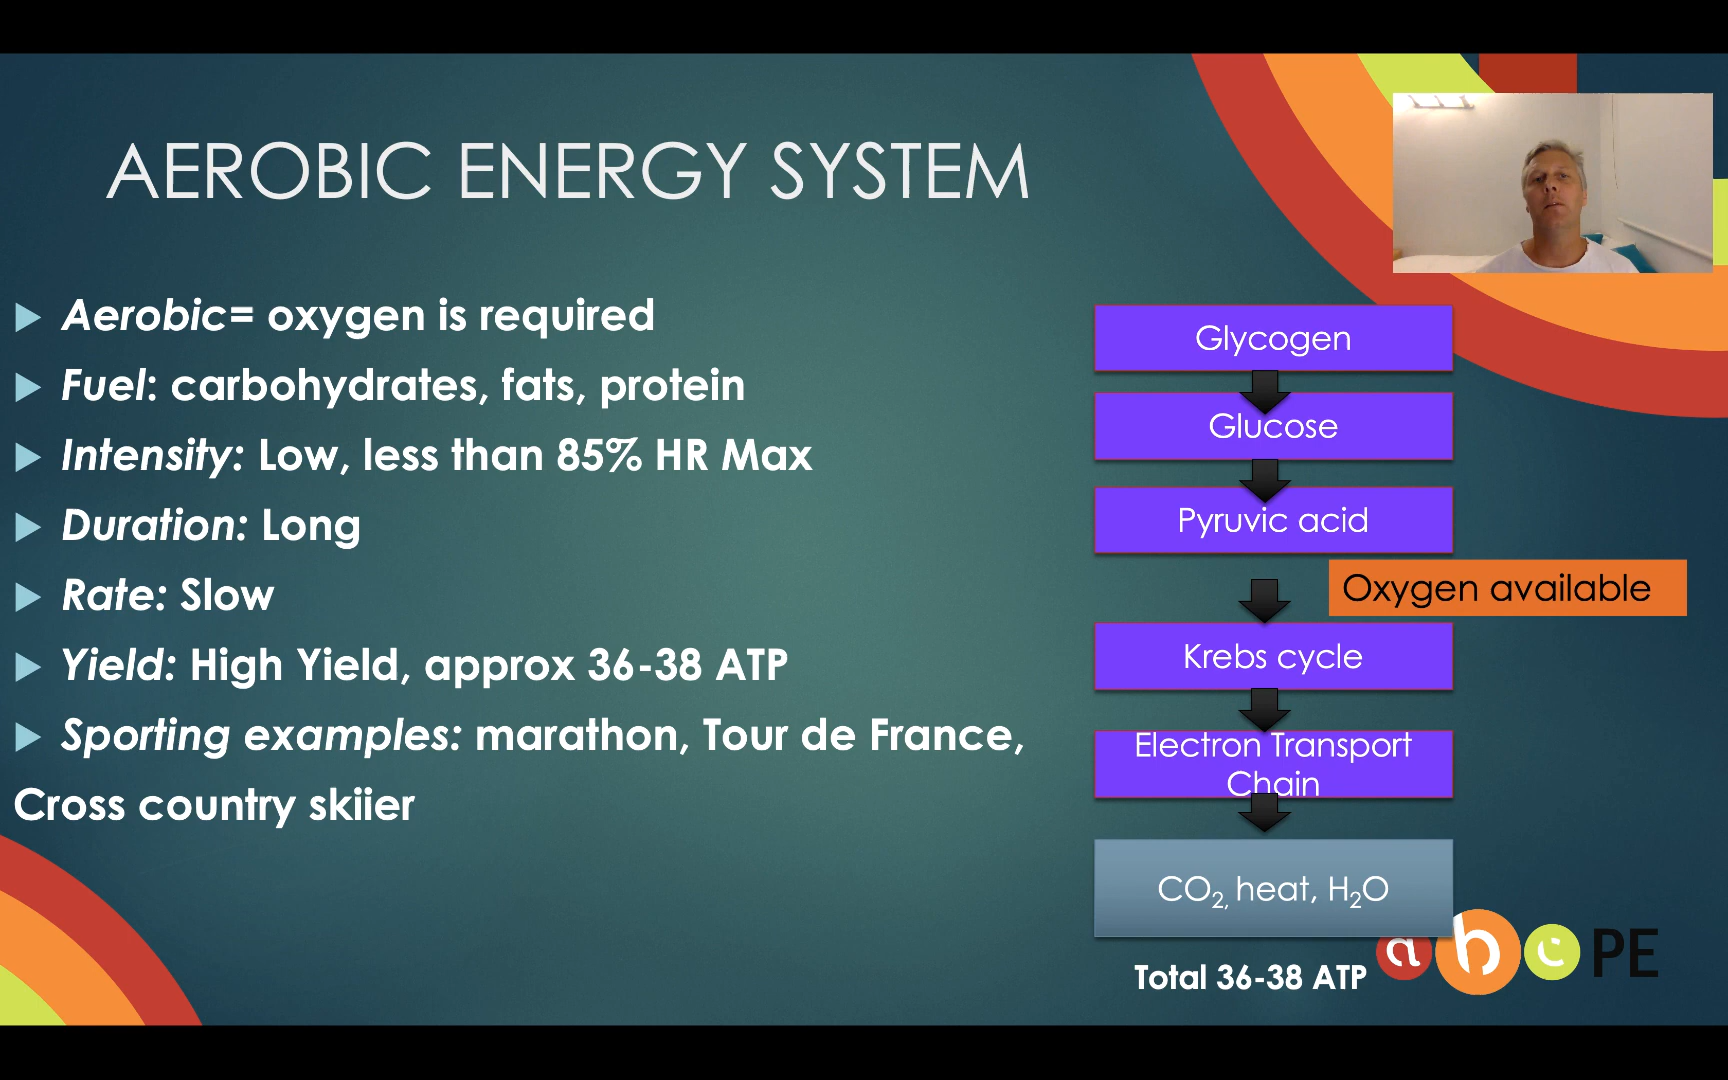 AEROBIC ENERGY SYSTEM
Aerobic= oxygen is required
Fuel: carbohydrates, fats, protein
Intensity: Low, less than 85% HR Max
Duration: Long
Rate: Slow
Yield: High Yield, approx 36-38 ATP
Sporting examples: marathon, Tour de France,
Cross country skiier
Glycogen
Glucose
Pyruvic acid
Oxygen available
Krebs cycle
Electron Transport
Chain
CO₂, heat, H₂O
Total 36-38 ATP
a b c PE